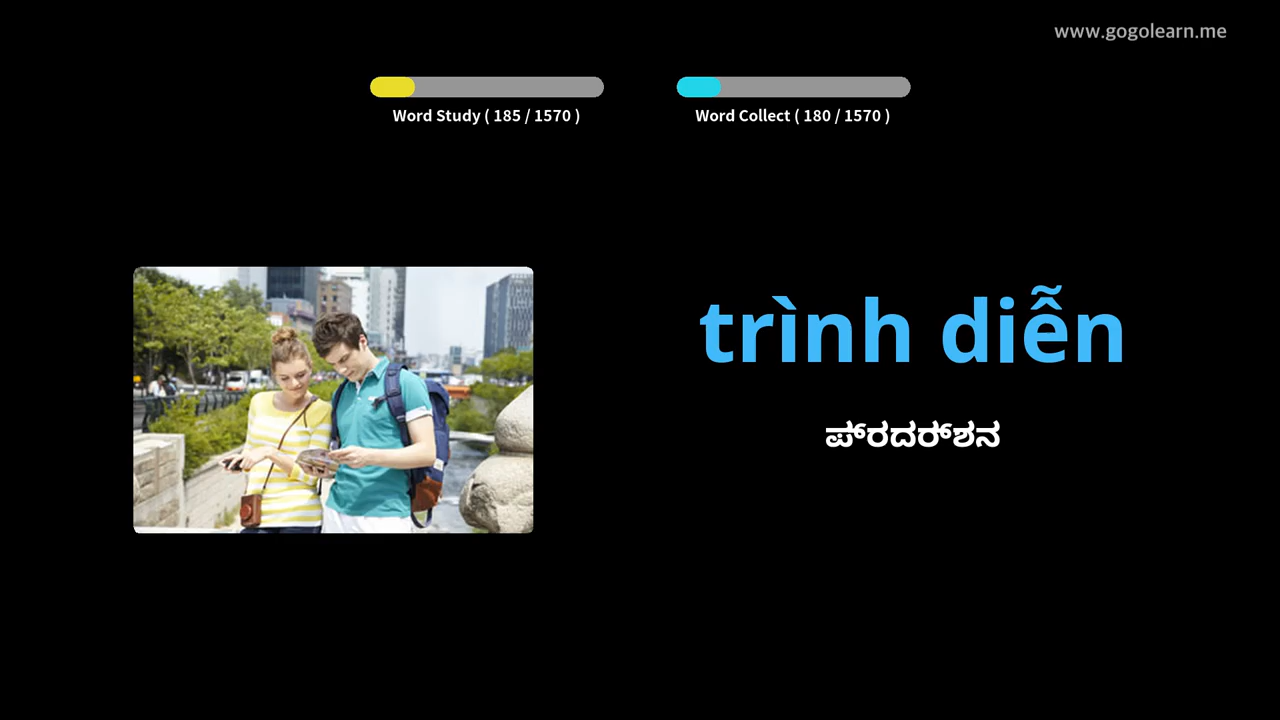 www.gogolearn.me
Word Study ( 185 / 1570 )
Word Collect ( 180 / 1570 )
trình diễn
ಪ್ರದರ್ಶನ